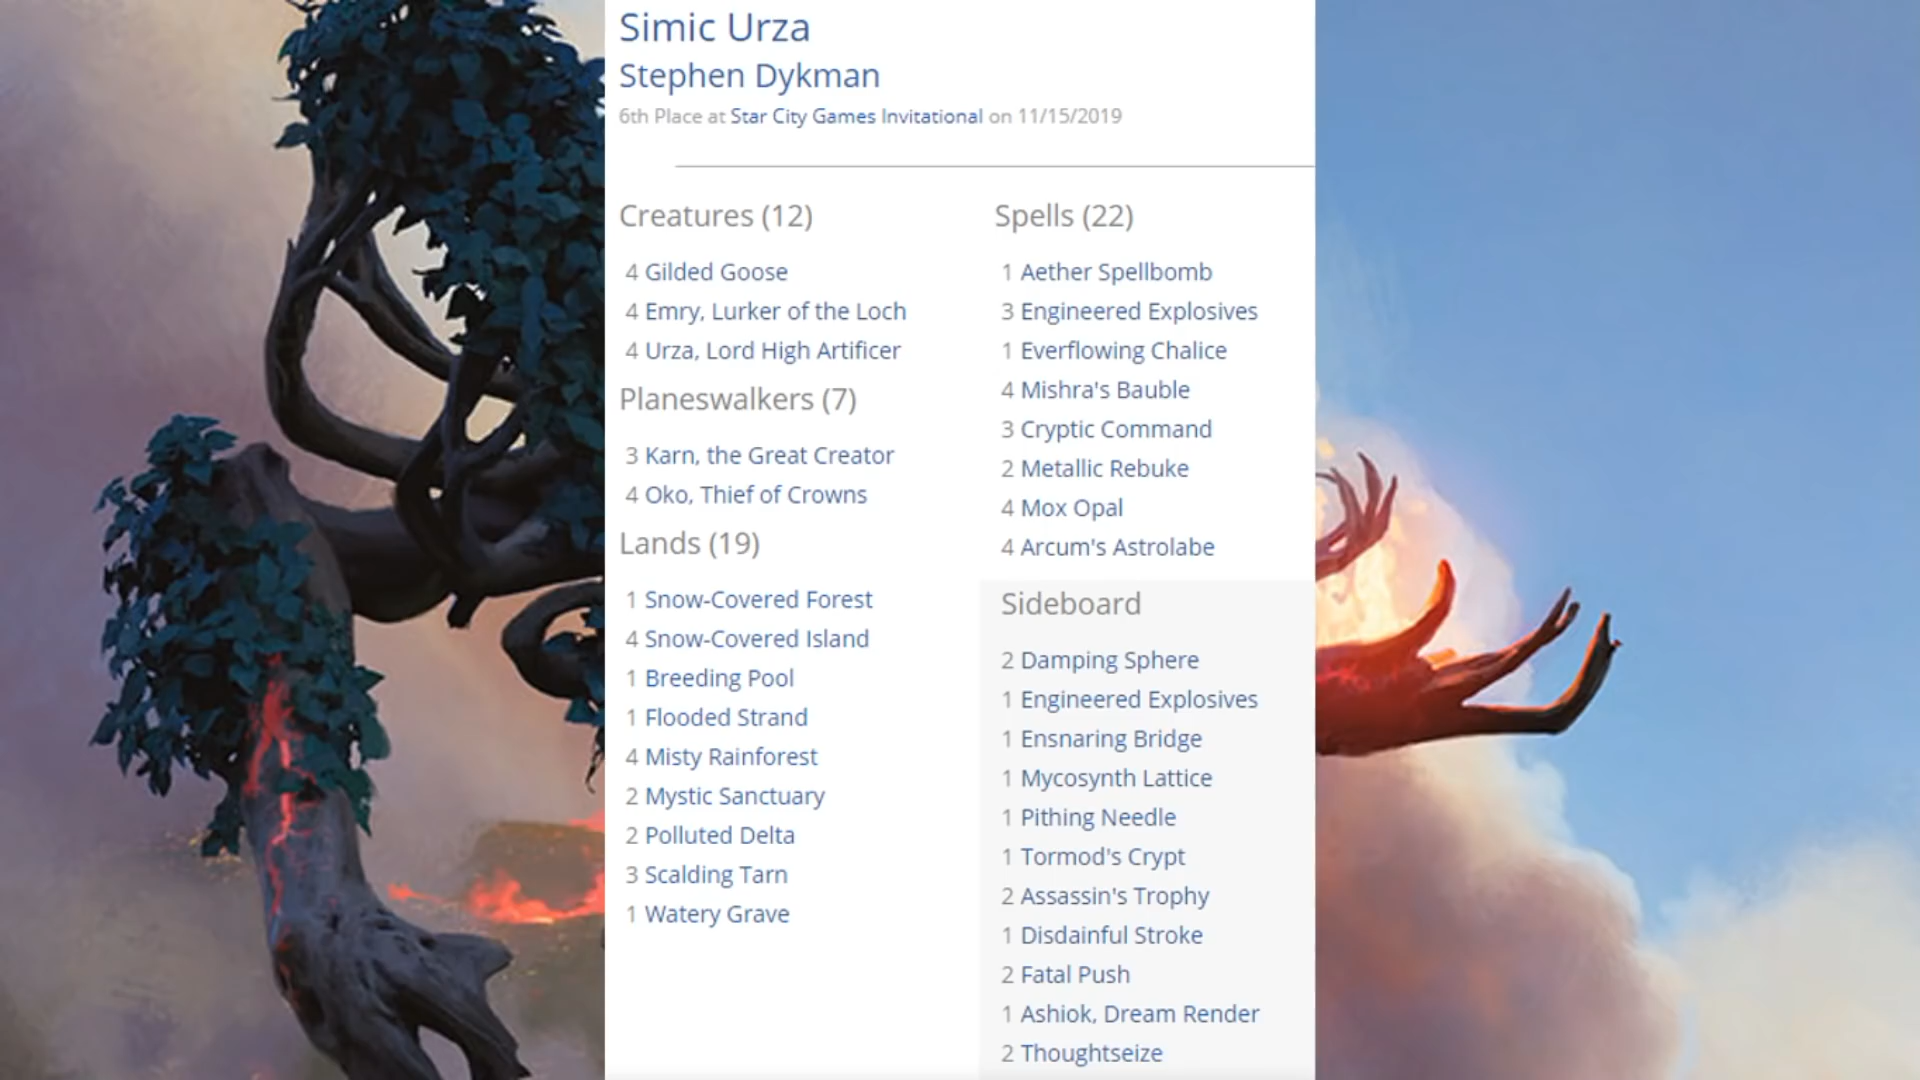 Simic Urza
Stephen Dykman
6th Place at Star City Games Invitational on 11/15/2019
Creatures (12)
4 Gilded Goose
4 Emry, Lurker of the Loch
4 Urza, Lord High Artificer
Planeswalkers (7)
3 Karn, the Great Creator
4 Oko, Thief of Crowns
Lands (19)
1 Snow-Covered Forest
4 Snow-Covered Island
1 Breeding Pool
1 Flooded Strand
4 Misty Rainforest
2 Mystic Sanctuary
2 Polluted Delta
3 Scalding Tarn
1 Watery Grave
Spells (22)
1 Aether Spellbomb
3 Engineered Explosives
1 Everflowing Chalice
4 Mishra's Bauble
3 Cryptic Command
2 Metallic Rebuke
4 Mox Opal
4 Arcum's Astrolabe
Sideboard
2 Damping Sphere
1 Engineered Explosives
1 Ensnaring Bridge
1 Mycosynth Lattice
1 Pithing Needle
1 Tormod's Crypt
2 Assassin's Trophy
1 Disdainful Stroke
2 Fatal Push
1 Ashiok, Dream Render
2 Thoughtseize